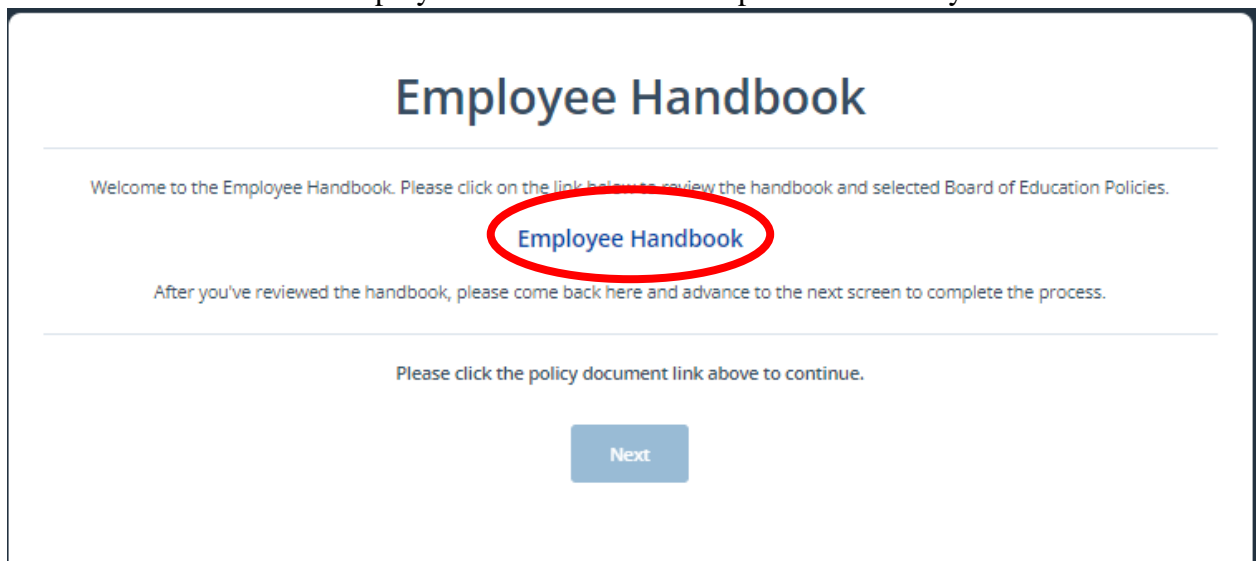 Employee Handbook
Welcome to the Employee Handbook. Please click on the link below to review the handbook and selected Board of Education Policies.
Employee Handbook
After you've reviewed the handbook, please come back here and advance to the next screen to complete the process.
Please click the policy document link above to continue.
Next